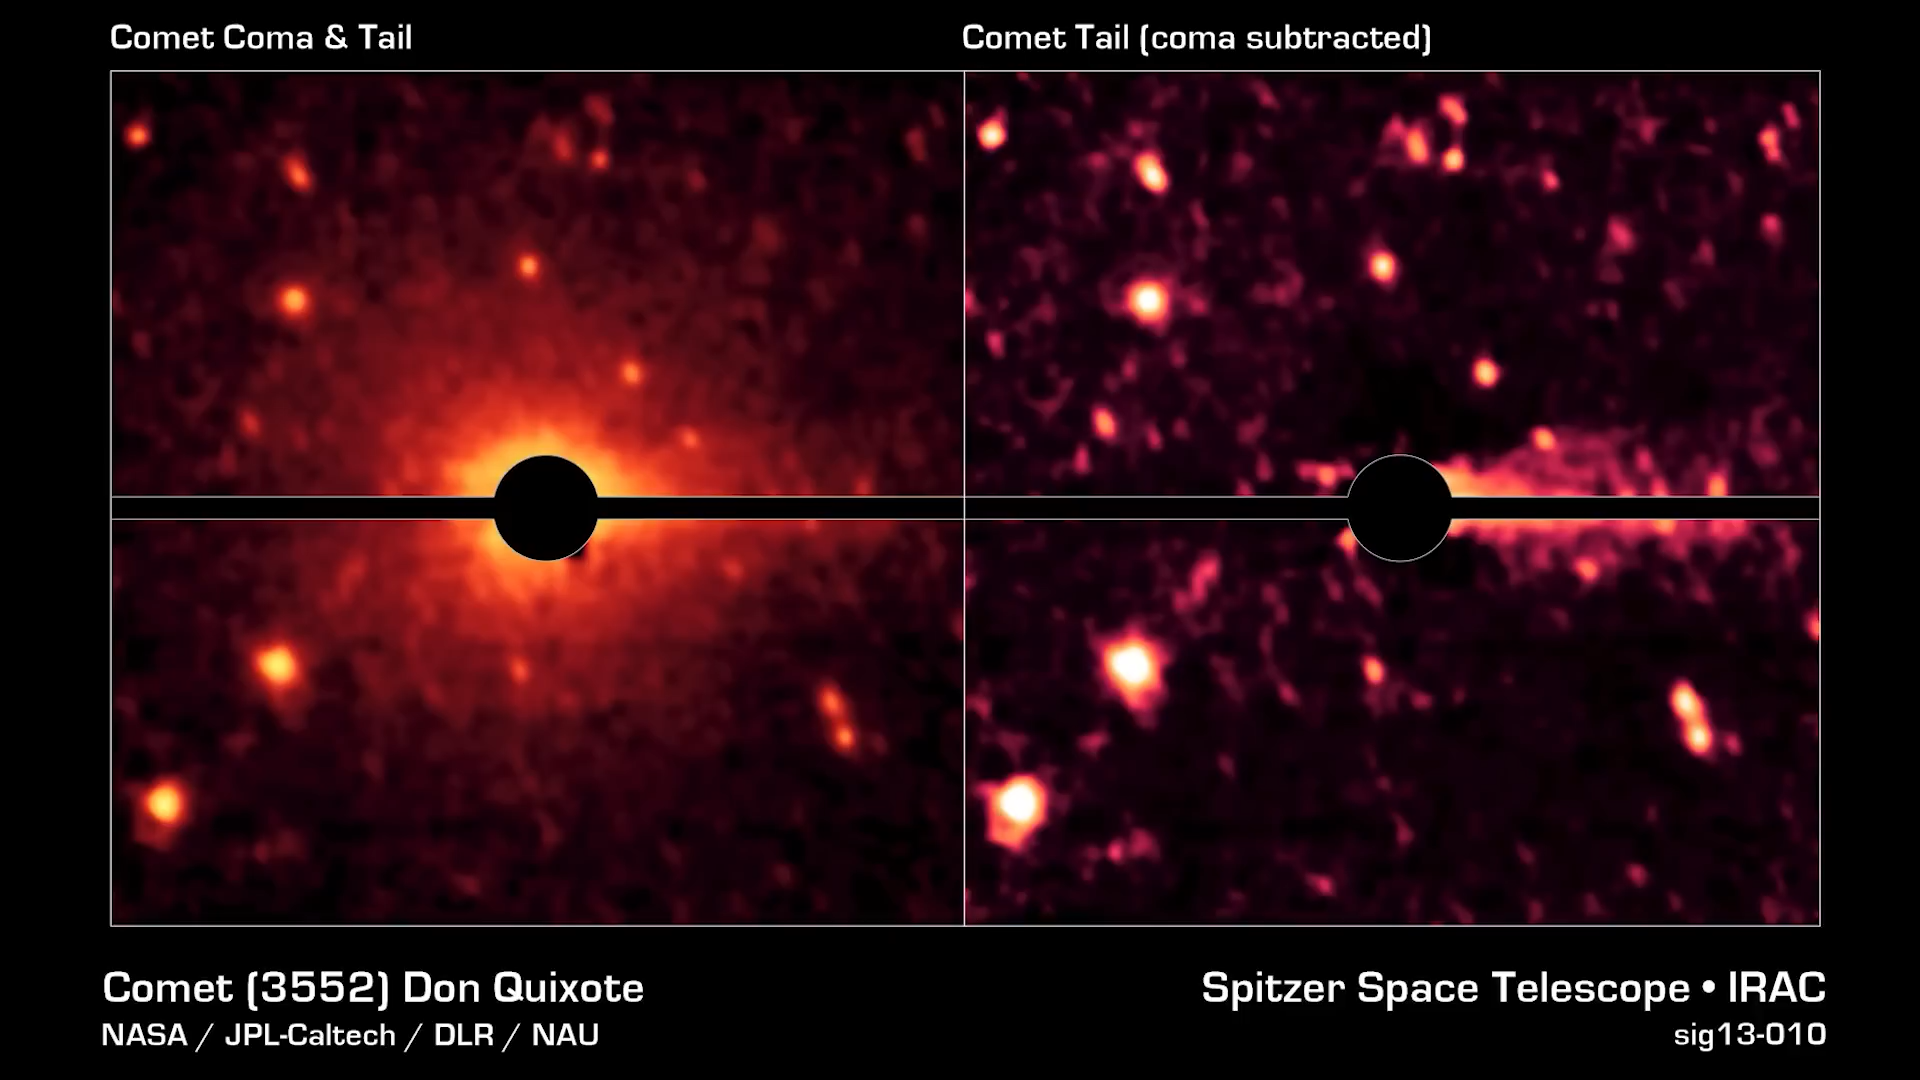 Comet Coma & Tail
Comet Tail (coma subtracted)
Comet (3552) Don Quixote
NASA / JPL-Caltech / DLR / NAU
Spitzer Space Telescope • IRAC
sig13-010